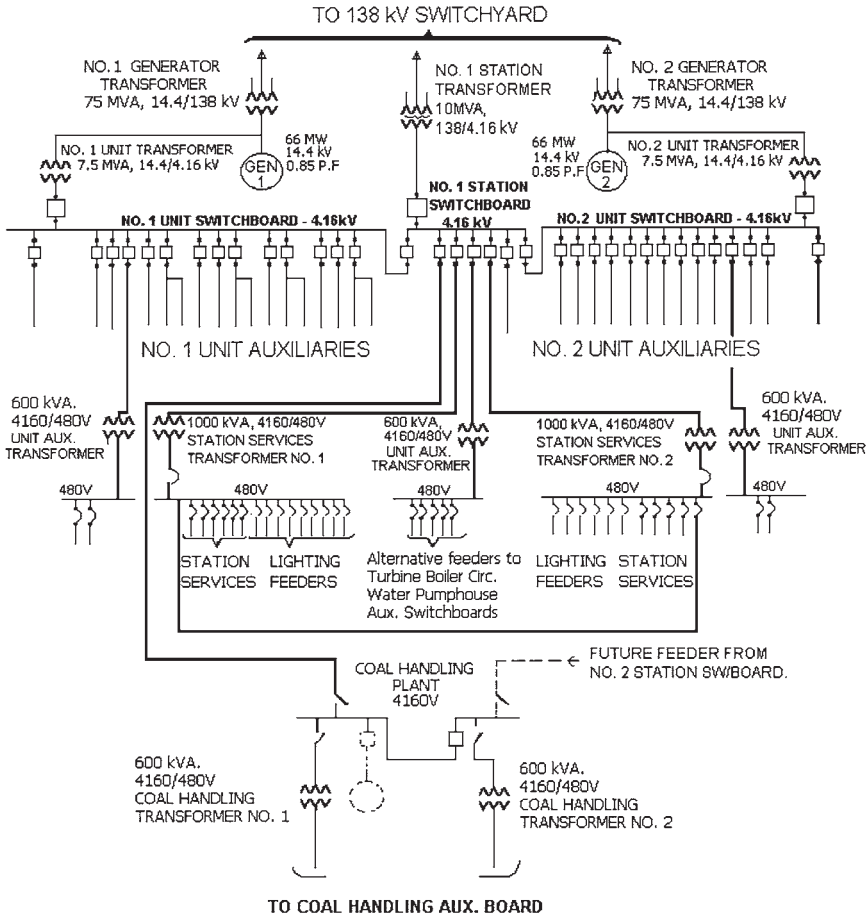 TO 138 kV SWITCHYARD
NO. 1 GENERATOR
TRANSFORMER
75 MVA, 14.4/138 kV
NO. 1 STATION
TRANSFORMER
10MVA,
138/4.16 kV
NO. 2 GENERATOR
TRANSFORMER
75 MVA, 14.4/138 kV
NO. 1 UNIT TRANSFORMER
7.5 MVA, 14.4/4.16 kV
GEN
1
66 MW
14.4 kV
0.85 P.F
66 MW
14.4 kV
0.85 P.F
GEN
2
NO.2 UNIT TRANSFORMER
7.5 MVA, 14.4/4.16 kV
NO. 1 UNIT SWITCHBOARD - 4.16kV
NO. 1 STATION
SWITCHBOARD
4.16 kV
NO.2 UNIT SWITCHBOARD - 4.16kV
NO. 1 UNIT AUXILIARIES
NO. 2 UNIT AUXILIARIES
600 kVA.
4160/480V
UNIT AUX.
TRANSFORMER
1000 kVA, 4160/480V
STATION SERVICES
TRANSFORMER NO. 1
600 kVA,
4160/480V
UNIT AUX.
TRANSFORMER
1000 kVA, 4160/480V
STATION SERVICES
TRANSFORMER NO.2
600 kVA.
4160/480V
UNIT AUX.
TRANSFORMER
480V
480V
480V
480V
480V
STATION
SERVICES
LIGHTING
FEEDERS
Alternative feeders to
Turbine Boiler Circ.
Water Pumphouse
Aux. Switchboards
LIGHTING
FEEDERS
STATION
SERVICES
COAL HANDLING
PLANT
4160V
FUTURE FEEDER FROM
NO. 2 STATION SW/BOARD.
600 kVA.
4160/480V
COAL HANDLING
TRANSFORMER NO. 1
600 kVA.
4160/480V
COAL HANDLING
TRANSFORMER NO. 2
TO COAL HANDLING AUX. BOARD